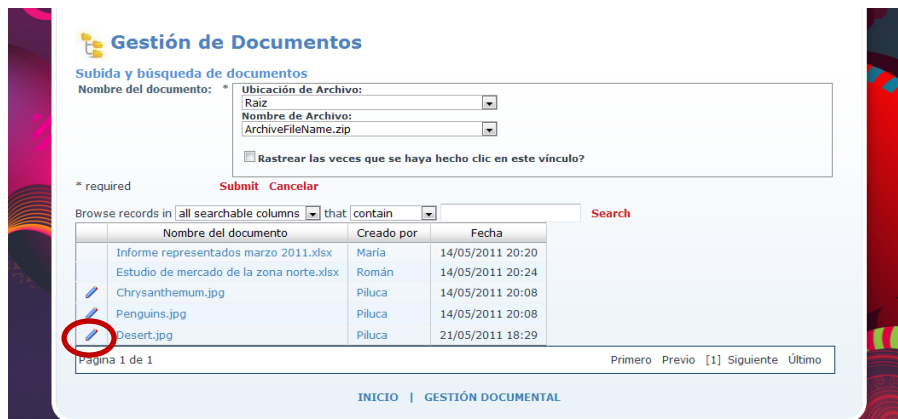 Gestión de Documentos
Subida y búsqueda de documentos
Nombre del documento: *
Ubicación de Archivo:
Raiz
Nombre de Archivo:
ArchiveFileName.zip
Rastrear las veces que se haya hecho clic en este vínculo?
* required Submit Cancelar
Browse records in all searchable columns that contain Search
Nombre del documento Creado por Fecha
Informe representados marzo 2011.xlsx María 14/05/2011 20:20
Estudio de mercado de la zona norte.xlsx Román 14/05/2011 20:24
Chrysanthemum.jpg Piluca 14/05/2011 20:08
Penguins.jpg Piluca 14/05/2011 20:08
Desert.jpg Piluca 21/05/2011 18:29
Página 1 de 1 Primero Previo [1] Siguiente Último
INICIO | GESTIÓN DOCUMENTAL